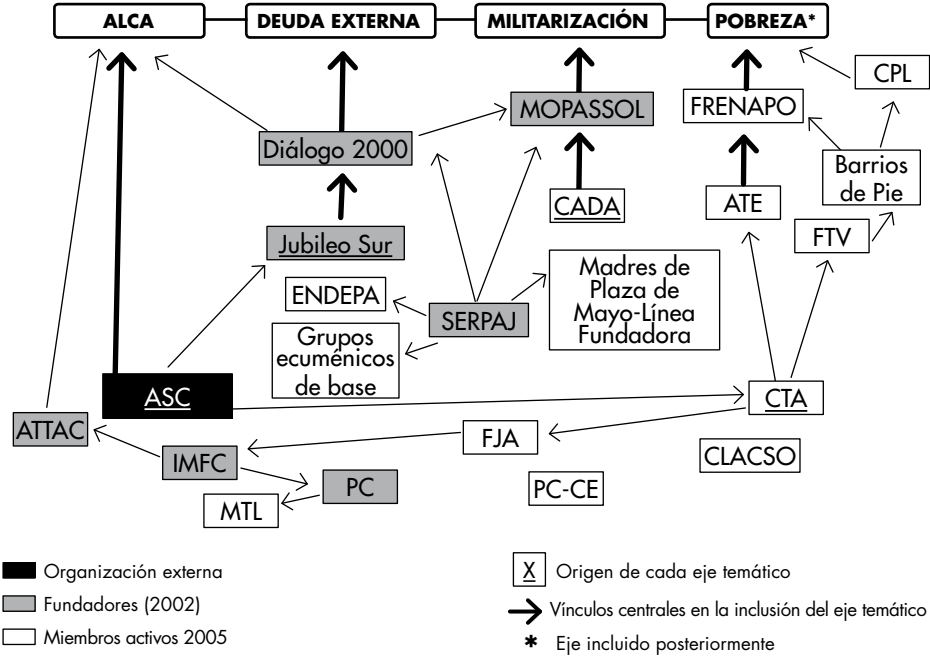 ALCA
DEUDA EXTERNA
MILITARIZACIÓN
POBREZA*
CPL
MOPASSOL
FRENAPO
Diálogo 2000
Barrios
de Pie
CADA
ATE
FTV
Jubileo Sur
ENDEPA
SERPAJ
Madres de
Plaza de
Mayo-Línea
Fundadora
Grupos
ecuménicos
de base
ASC
CTA
ATTAC
FJA
CLACSO
IMFC
PC
PC-CE
MTL
Organización externa
Fundadores (2002)
Miembros activos 2005
X Origen de cada eje temático
Vínculos centrales en la inclusión del eje temático
* Eje incluido posteriormente